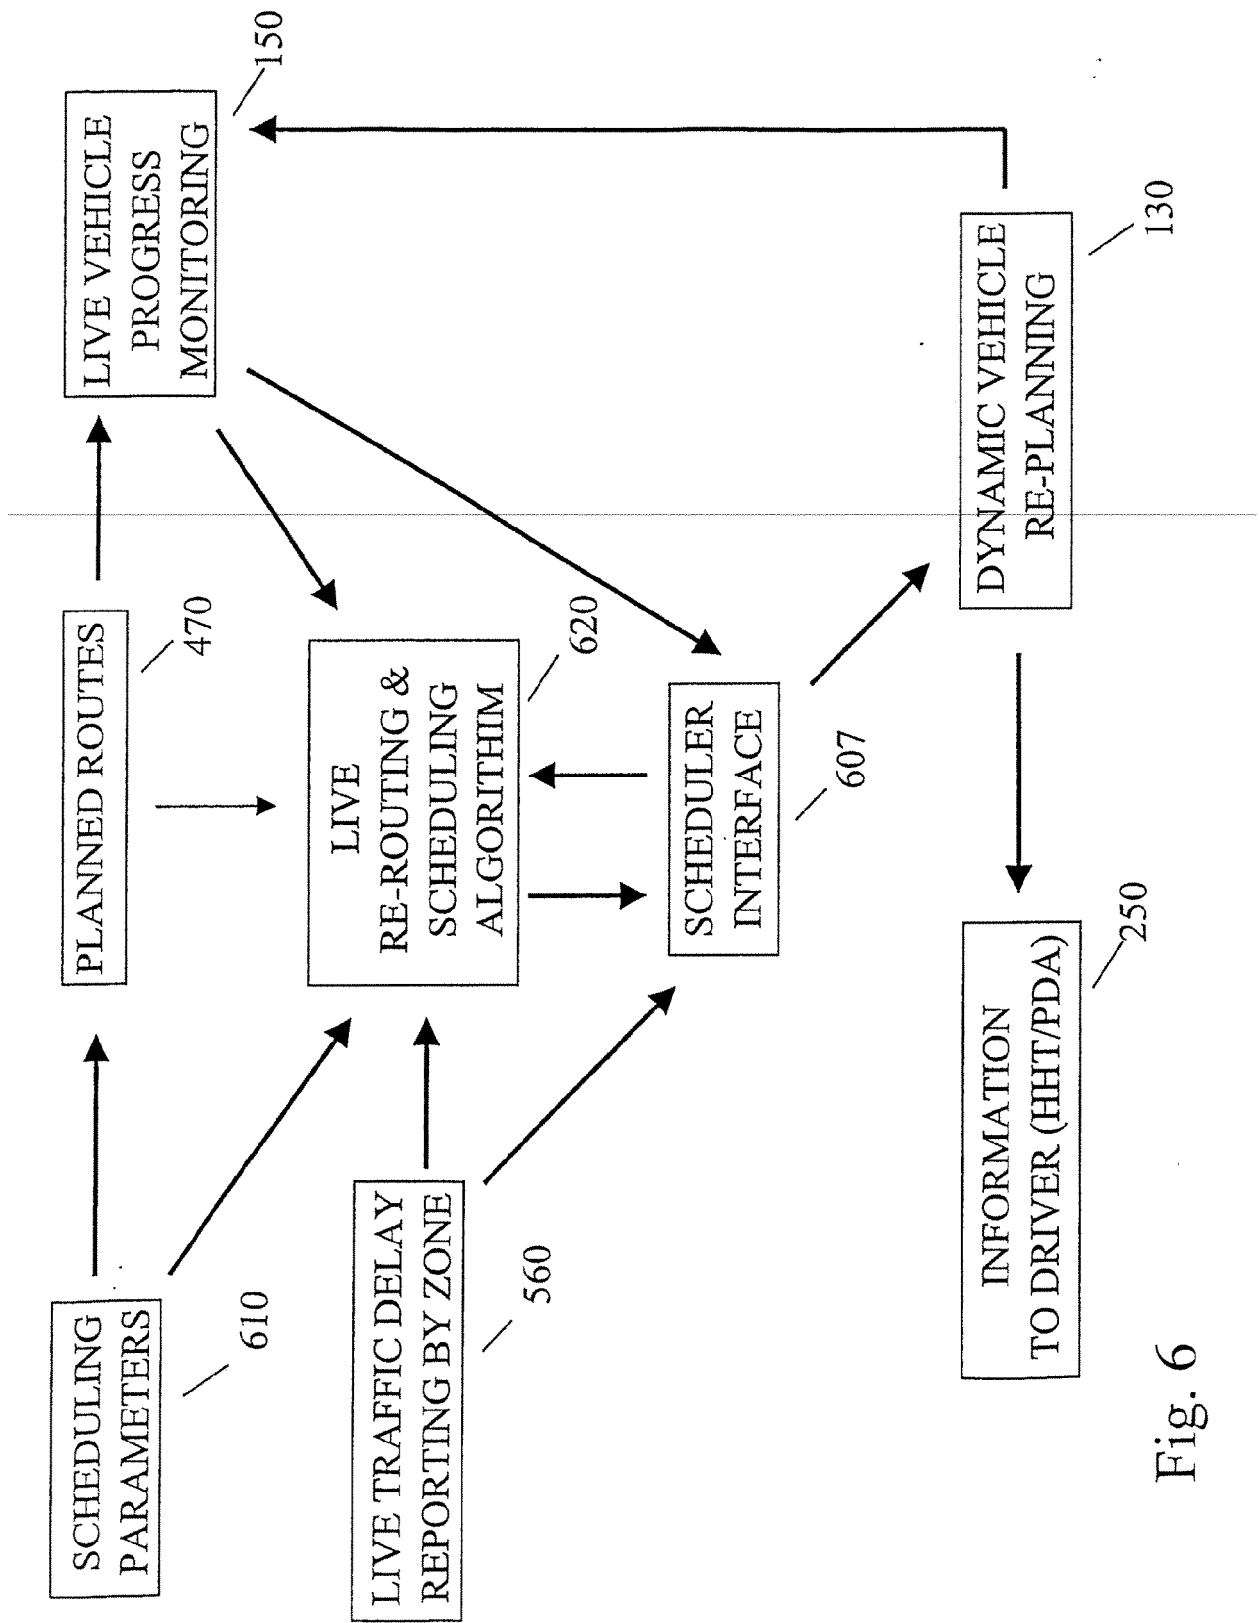 SCHEDULING
PARAMETERS
610
PLANNED ROUTES
470
LIVE VEHICLE
PROGRESS
MONITORING
150
LIVE TRAFFIC DELAY
REPORTING BY ZONE
560
LIVE
RE-ROUTING &
SCHEDULING
ALGORITHIM
620
SCHEDULER
INTERFACE
607
INFORMATION
TO DRIVER (HHT/PDA)
250
DYNAMIC VEHICLE
RE-PLANNING
130
Fig. 6